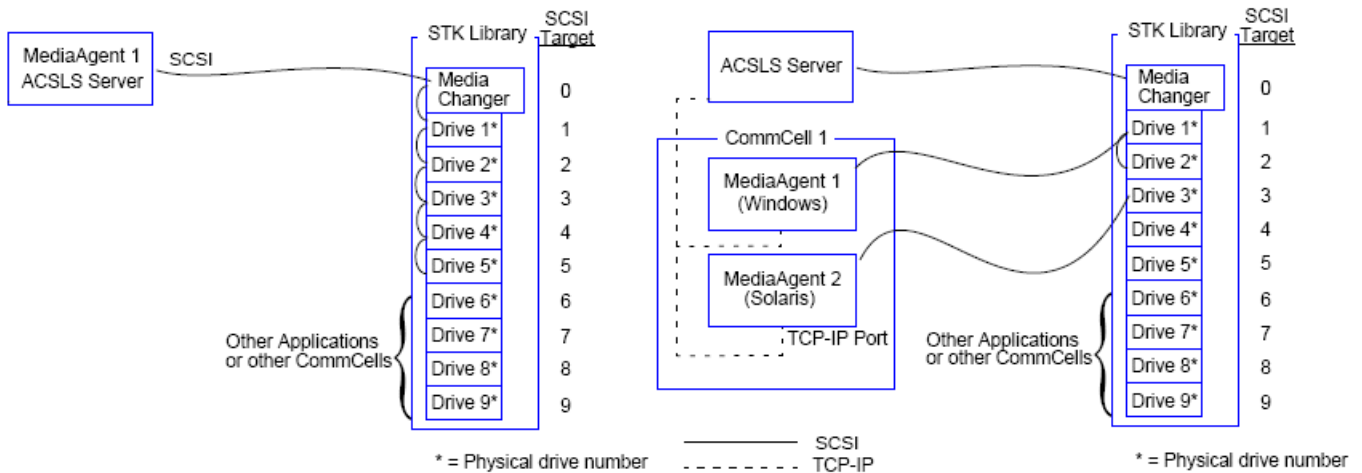 MediaAgent 1
ACSLS Server
SCSI
STK Library
SCSI
Target
Media
Changer
0
Drive 1*
1
Drive 2*
2
Drive 3*
3
Drive 4*
4
Drive 5*
5
Drive 6*
6
Drive 7*
7
Drive 8*
8
Drive 9*
9
Other Applications
or other CommCells
* = Physical drive number
ACSLS Server
CommCell 1
MediaAgent 1
(Windows)
MediaAgent 2
(Solaris)
TCP-IP Port
SCSI
TCP-IP
STK Library
SCSI
Target
Media
Changer
0
Drive 1*
1
Drive 2*
2
Drive 3*
3
Drive 4*
4
Drive 5*
5
Drive 6*
6
Drive 7*
7
Drive 8*
8
Drive 9*
9
Other Applications
or other CommCells
* = Physical drive number